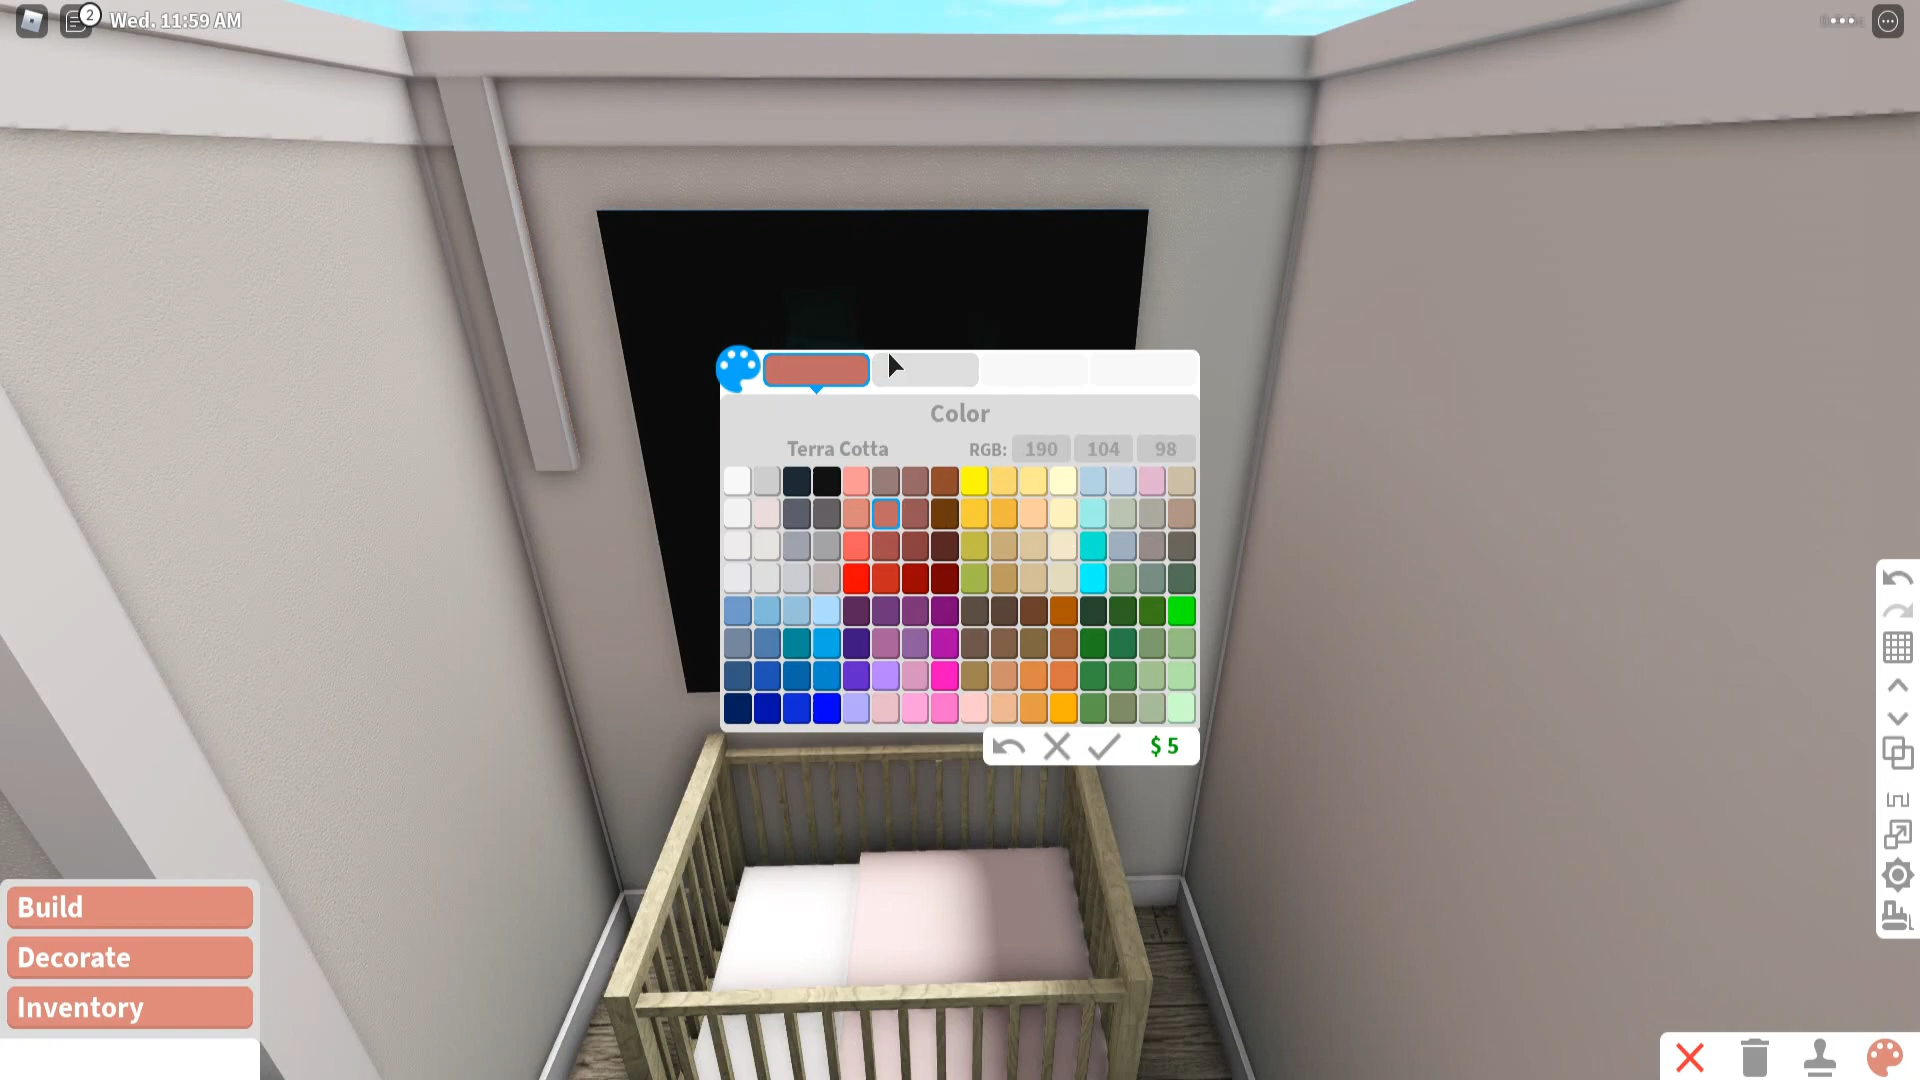 2
Wed. 11:59 AM
Color
Terra Cotta RGB: 190 104 98
$ 5
Build
Decorate
Inventory